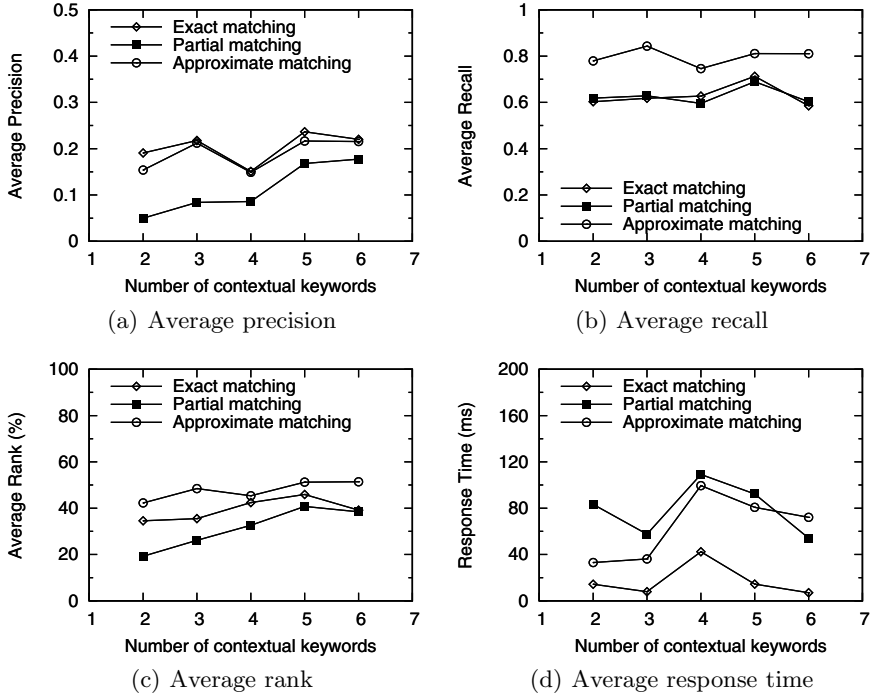 0.5
0.4
0.3
0.2
0.1
0
Average Precision
Exact matching
Partial matching
Approximate matching
1 2 3 4 5 6 7
Number of contextual keywords
(a) Average precision
1
0.8
0.6
0.4
0.2
0
Average Recall
Exact matching
Partial matching
Approximate matching
1 2 3 4 5 6 7
Number of contextual keywords
(b) Average recall
100
80
60
40
20
0
Average Rank (%)
Exact matching
Partial matching
Approximate matching
1 2 3 4 5 6 7
Number of contextual keywords
(c) Average rank
200
160
120
80
40
0
Response Time (ms)
Exact matching
Partial matching
Approximate matching
1 2 3 4 5 6 7
Number of contextual keywords
(d) Average response time